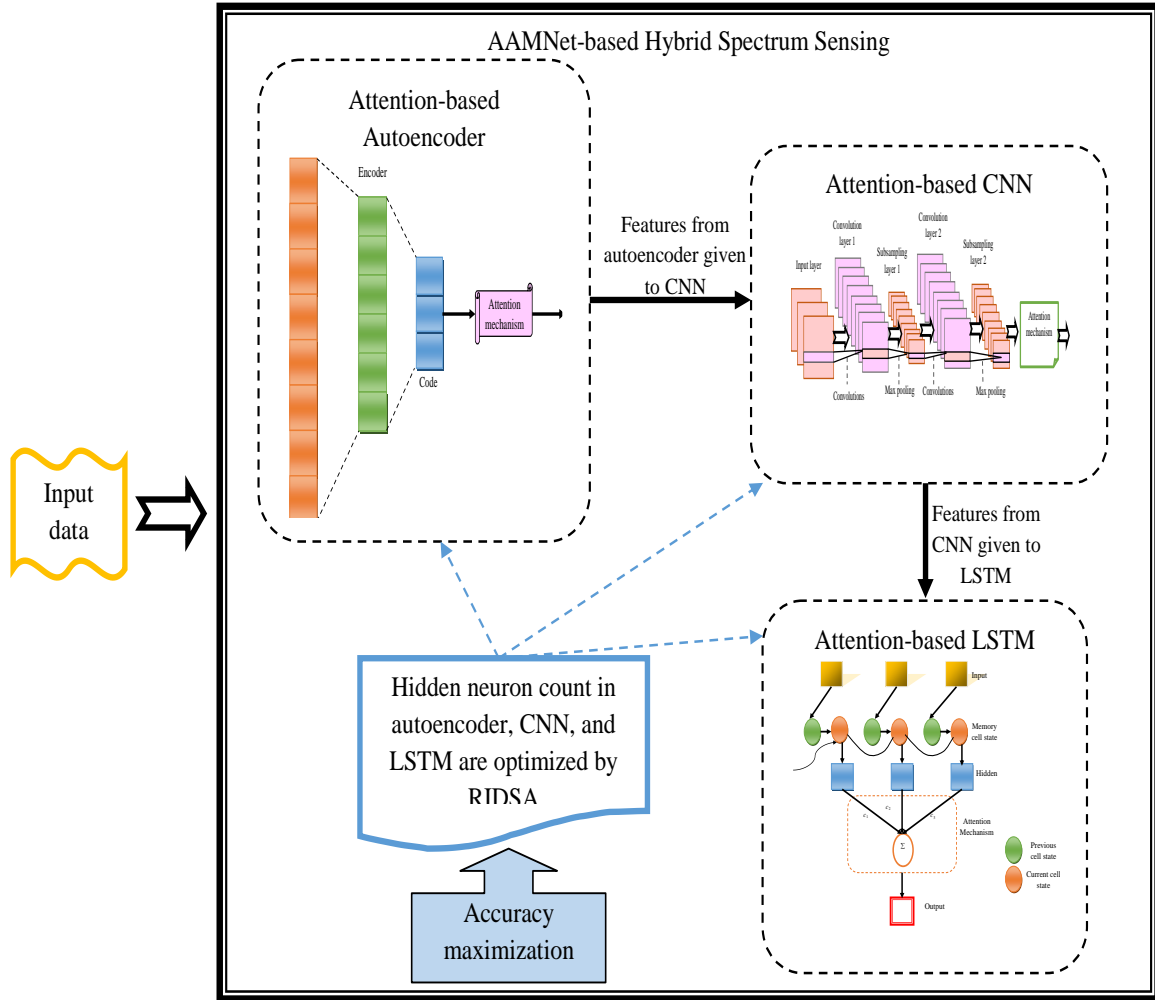 AAMNet-based Hybrid Spectrum Sensing
Attention-based
Autoencoder
Encoder
Code
Attention
mechanism
Features from
autoencoder given
to CNN
Attention-based CNN
Input layer
Convolution
layer 1
Subsampling
layer 1
Convolution
layer 2
Subsampling
layer 2
Attention
mechanism
Convolutions
Max pooling
Convolutions
Max pooling
Input
data
Features from
CNN given to
LSTM
Attention-based LSTM
Input
Memory
cell state
Hidden
Attention
Mechanism
Σ
Previous
cell state
Current cell
state
Output
Hidden neuron count in
autoencoder, CNN, and
LSTM are optimized by
RIDSA
Accuracy
maximization